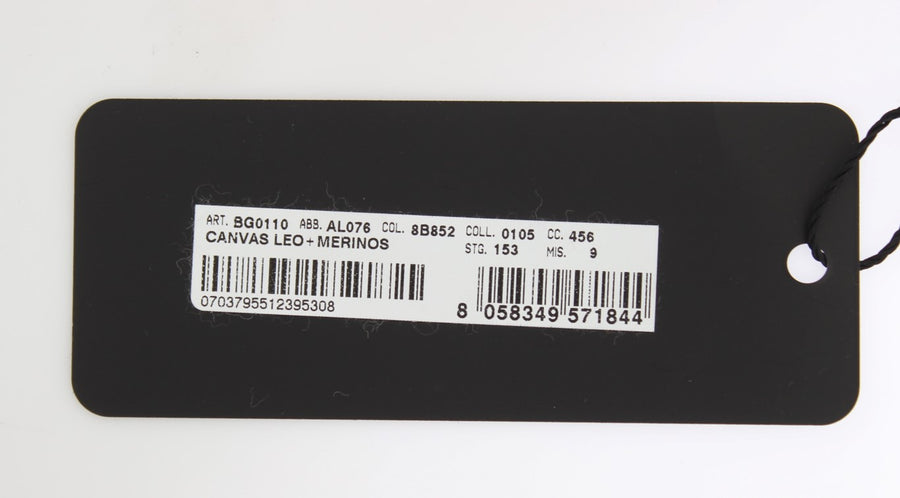 ART. BG0110 ABB. AL076 COL. 8B852 COLL. 0105 CC. 456
CANVAS LEO+MERINOS STG. 153 MIS. 9
0703795512395308
8 058349 571844